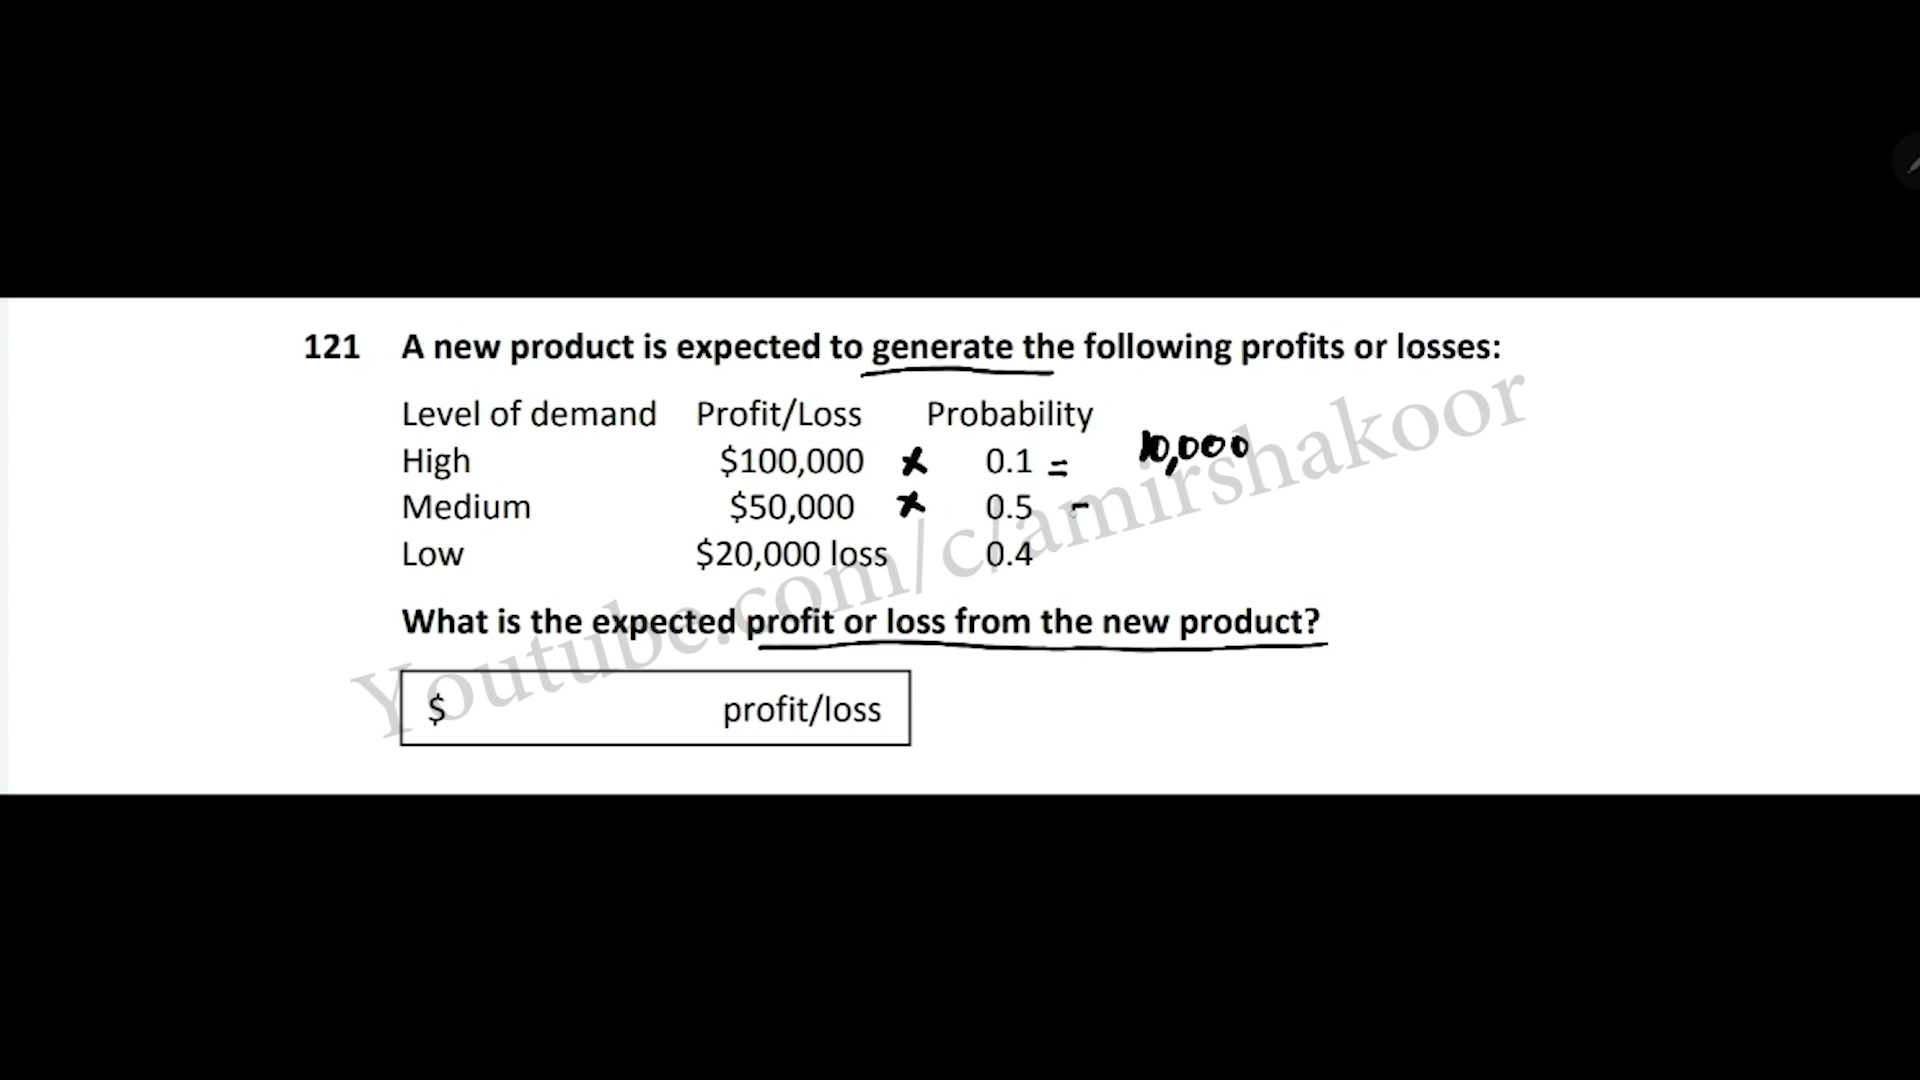 121 A new product is expected to generate the following profits or losses:
Level of demand Profit/Loss Probability
High $100,000 × 0.1 = 10,000
Medium $50,000 × 0.5 -
Low $20,000 loss 0.4
What is the expected profit or loss from the new product?
$ profit/loss
Youtube.com/c/amirshakoor